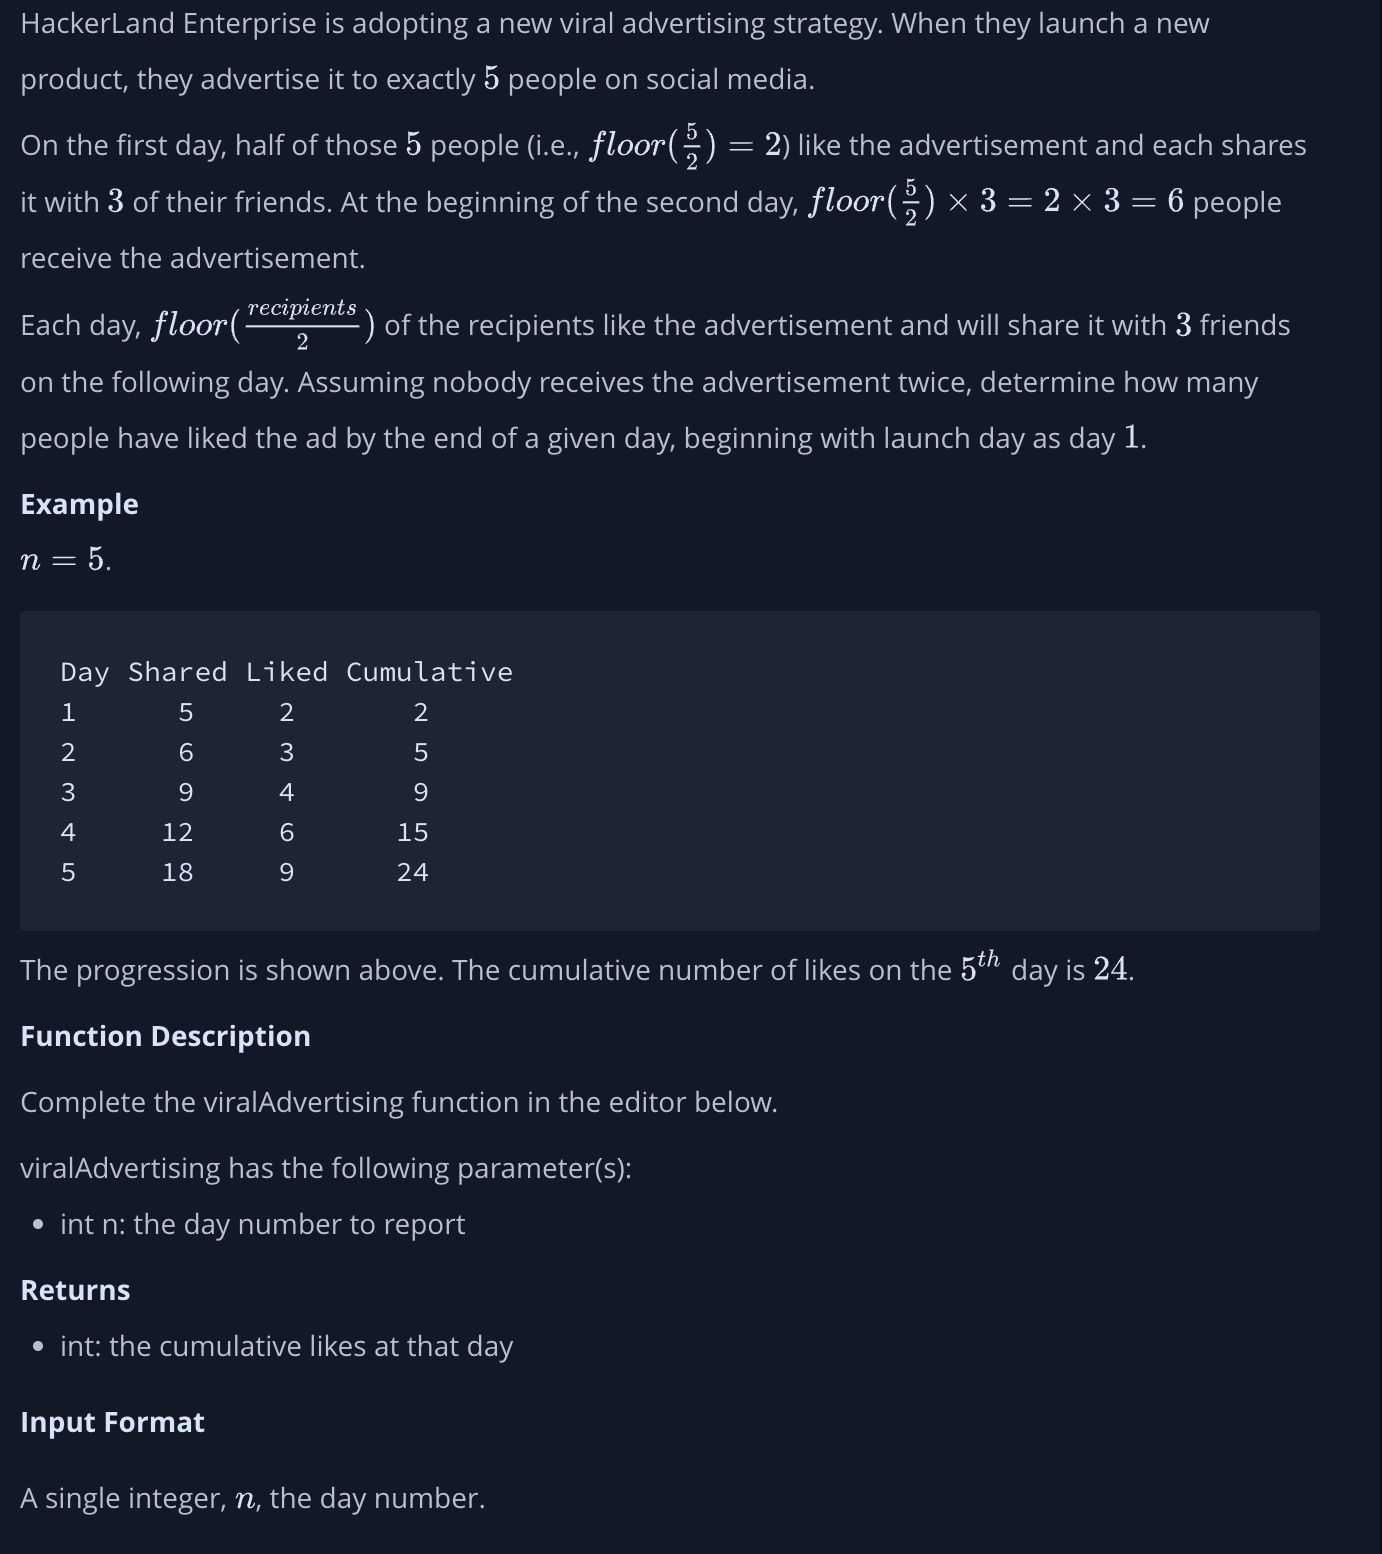 HackerLand Enterprise is adopting a new viral advertising strategy. When they launch a new
product, they advertise it to exactly 5 people on social media.
On the first day, half of those 5 people (i.e., floor(5/2) = 2) like the advertisement and each shares
it with 3 of their friends. At the beginning of the second day, floor(5/2) × 3 = 2 × 3 = 6 people
receive the advertisement.
Each day, floor(recipients/2) of the recipients like the advertisement and will share it with 3 friends
on the following day. Assuming nobody receives the advertisement twice, determine how many
people have liked the ad by the end of a given day, beginning with launch day as day 1.
Example
n = 5.
Day Shared Liked Cumulative
1 5 2 2
2 6 3 5
3 9 4 9
4 12 6 15
5 18 9 24
The progression is shown above. The cumulative number of likes on the 5th day is 24.
Function Description
Complete the viralAdvertising function in the editor below.
viralAdvertising has the following parameter(s):
• int n: the day number to report
Returns
• int: the cumulative likes at that day
Input Format
A single integer, n, the day number.